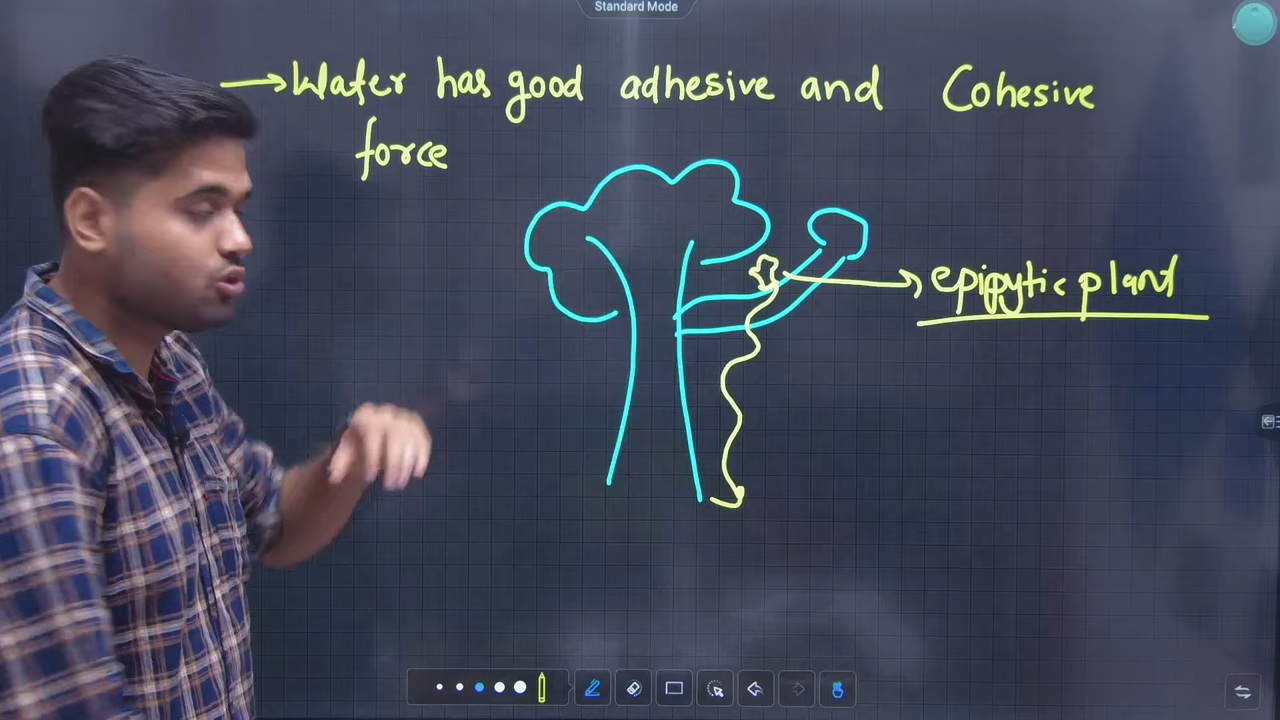 Standard Mode
→ Water has good adhesive and Cohesive
force
epipytic plant